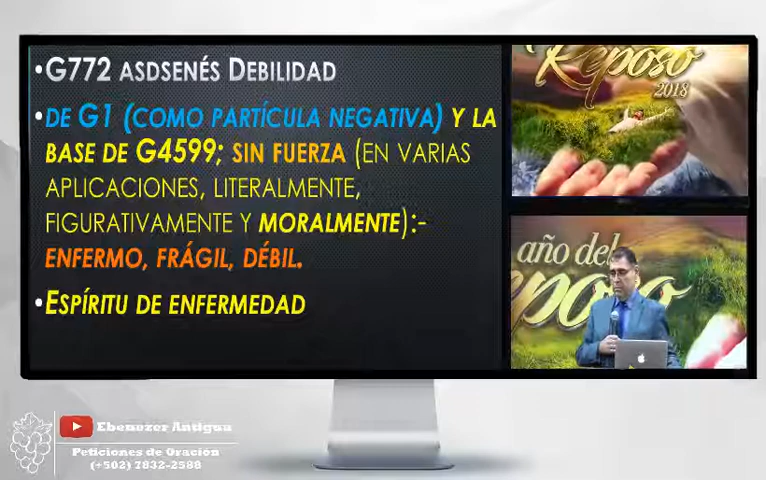 •G772 ASDSENÉS DEBILIDAD
•DE G1 (COMO PARTÍCULA NEGATIVA) Y LA
BASE DE G4599; SIN FUERZA (EN VARIAS
APLICACIONES, LITERALMENTE,
FIGURATIVAMENTE Y MORALMENTE):-
ENFERMO, FRÁGIL, DÉBIL.
•ESPÍRITU DE ENFERMEDAD
Reposo
2018
año del
Reposo
Ebenezer Antigua
Peticiones de Oración
(+502) 7832-2588